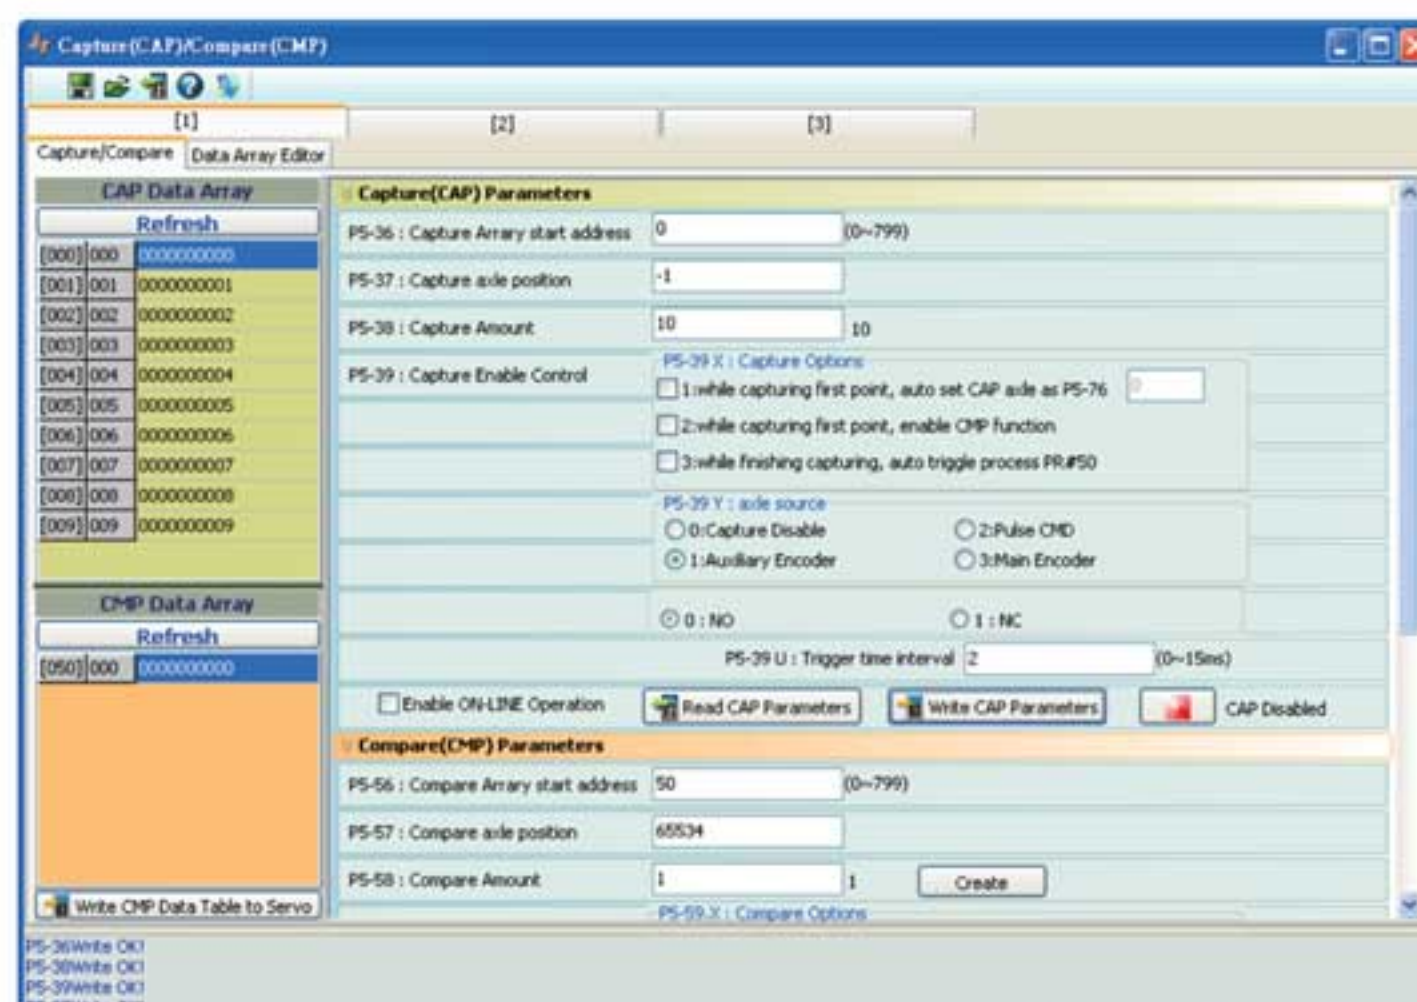 Capture(CAP)/Compare(CMP)
[1] [2] [3]
Capture/Compare Data Array Editor
CAP Data Array
Refresh
[000] 000 0000000000
[001] 001 0000000001
[002] 002 0000000002
[003] 003 0000000003
[004] 004 0000000004
[005] 005 0000000005
[006] 006 0000000006
[007] 007 0000000007
[008] 008 0000000008
[009] 009 0000000009
CMP Data Array
Refresh
[050] 000 0000000000
Write CMP Data Table to Servo
Capture(CAP) Parameters
P5-36 : Capture Arrary start address 0 (0~799)
P5-37 : Capture axle position -1
P5-38 : Capture Amount 10 10
P5-39 : Capture Enable Control
P5-39 X : Capture Options
1:while capturing first point, auto set CAP axle as P5-76 0
2:while capturing first point, enable CMP function
3:while finishing capturing, auto triggle process PR#50
P5-39 Y : axle source
0:Capture Disable 2:Pulse CMD
1:Auxiliary Encoder 3:Main Encoder
0 : NO 1 : NC
P5-39 U : Trigger time interval 2 (0~15ms)
Enable ON-LINE Operation Read CAP Parameters Write CAP Parameters CAP Disabled
Compare(CMP) Parameters
P5-56 : Compare Arrary start address 50 (0~799)
P5-57 : Compare axle position 65534
P5-58 : Compare Amount 1 1 Create
P5-59.X : Compare Options
P5-36Write OK!
P5-38Write OK!
P5-39Write OK!